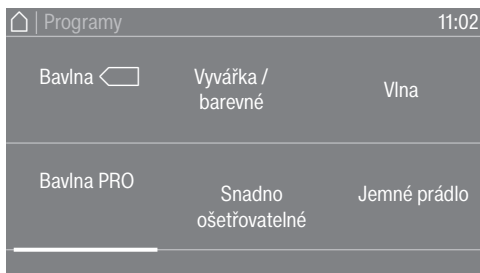 | Programy
11:02
Bavlna
Vyvářka /
barevné
Vlna
Bavlna PRO
Snadno
ošetřovatelné
Jemné prádlo